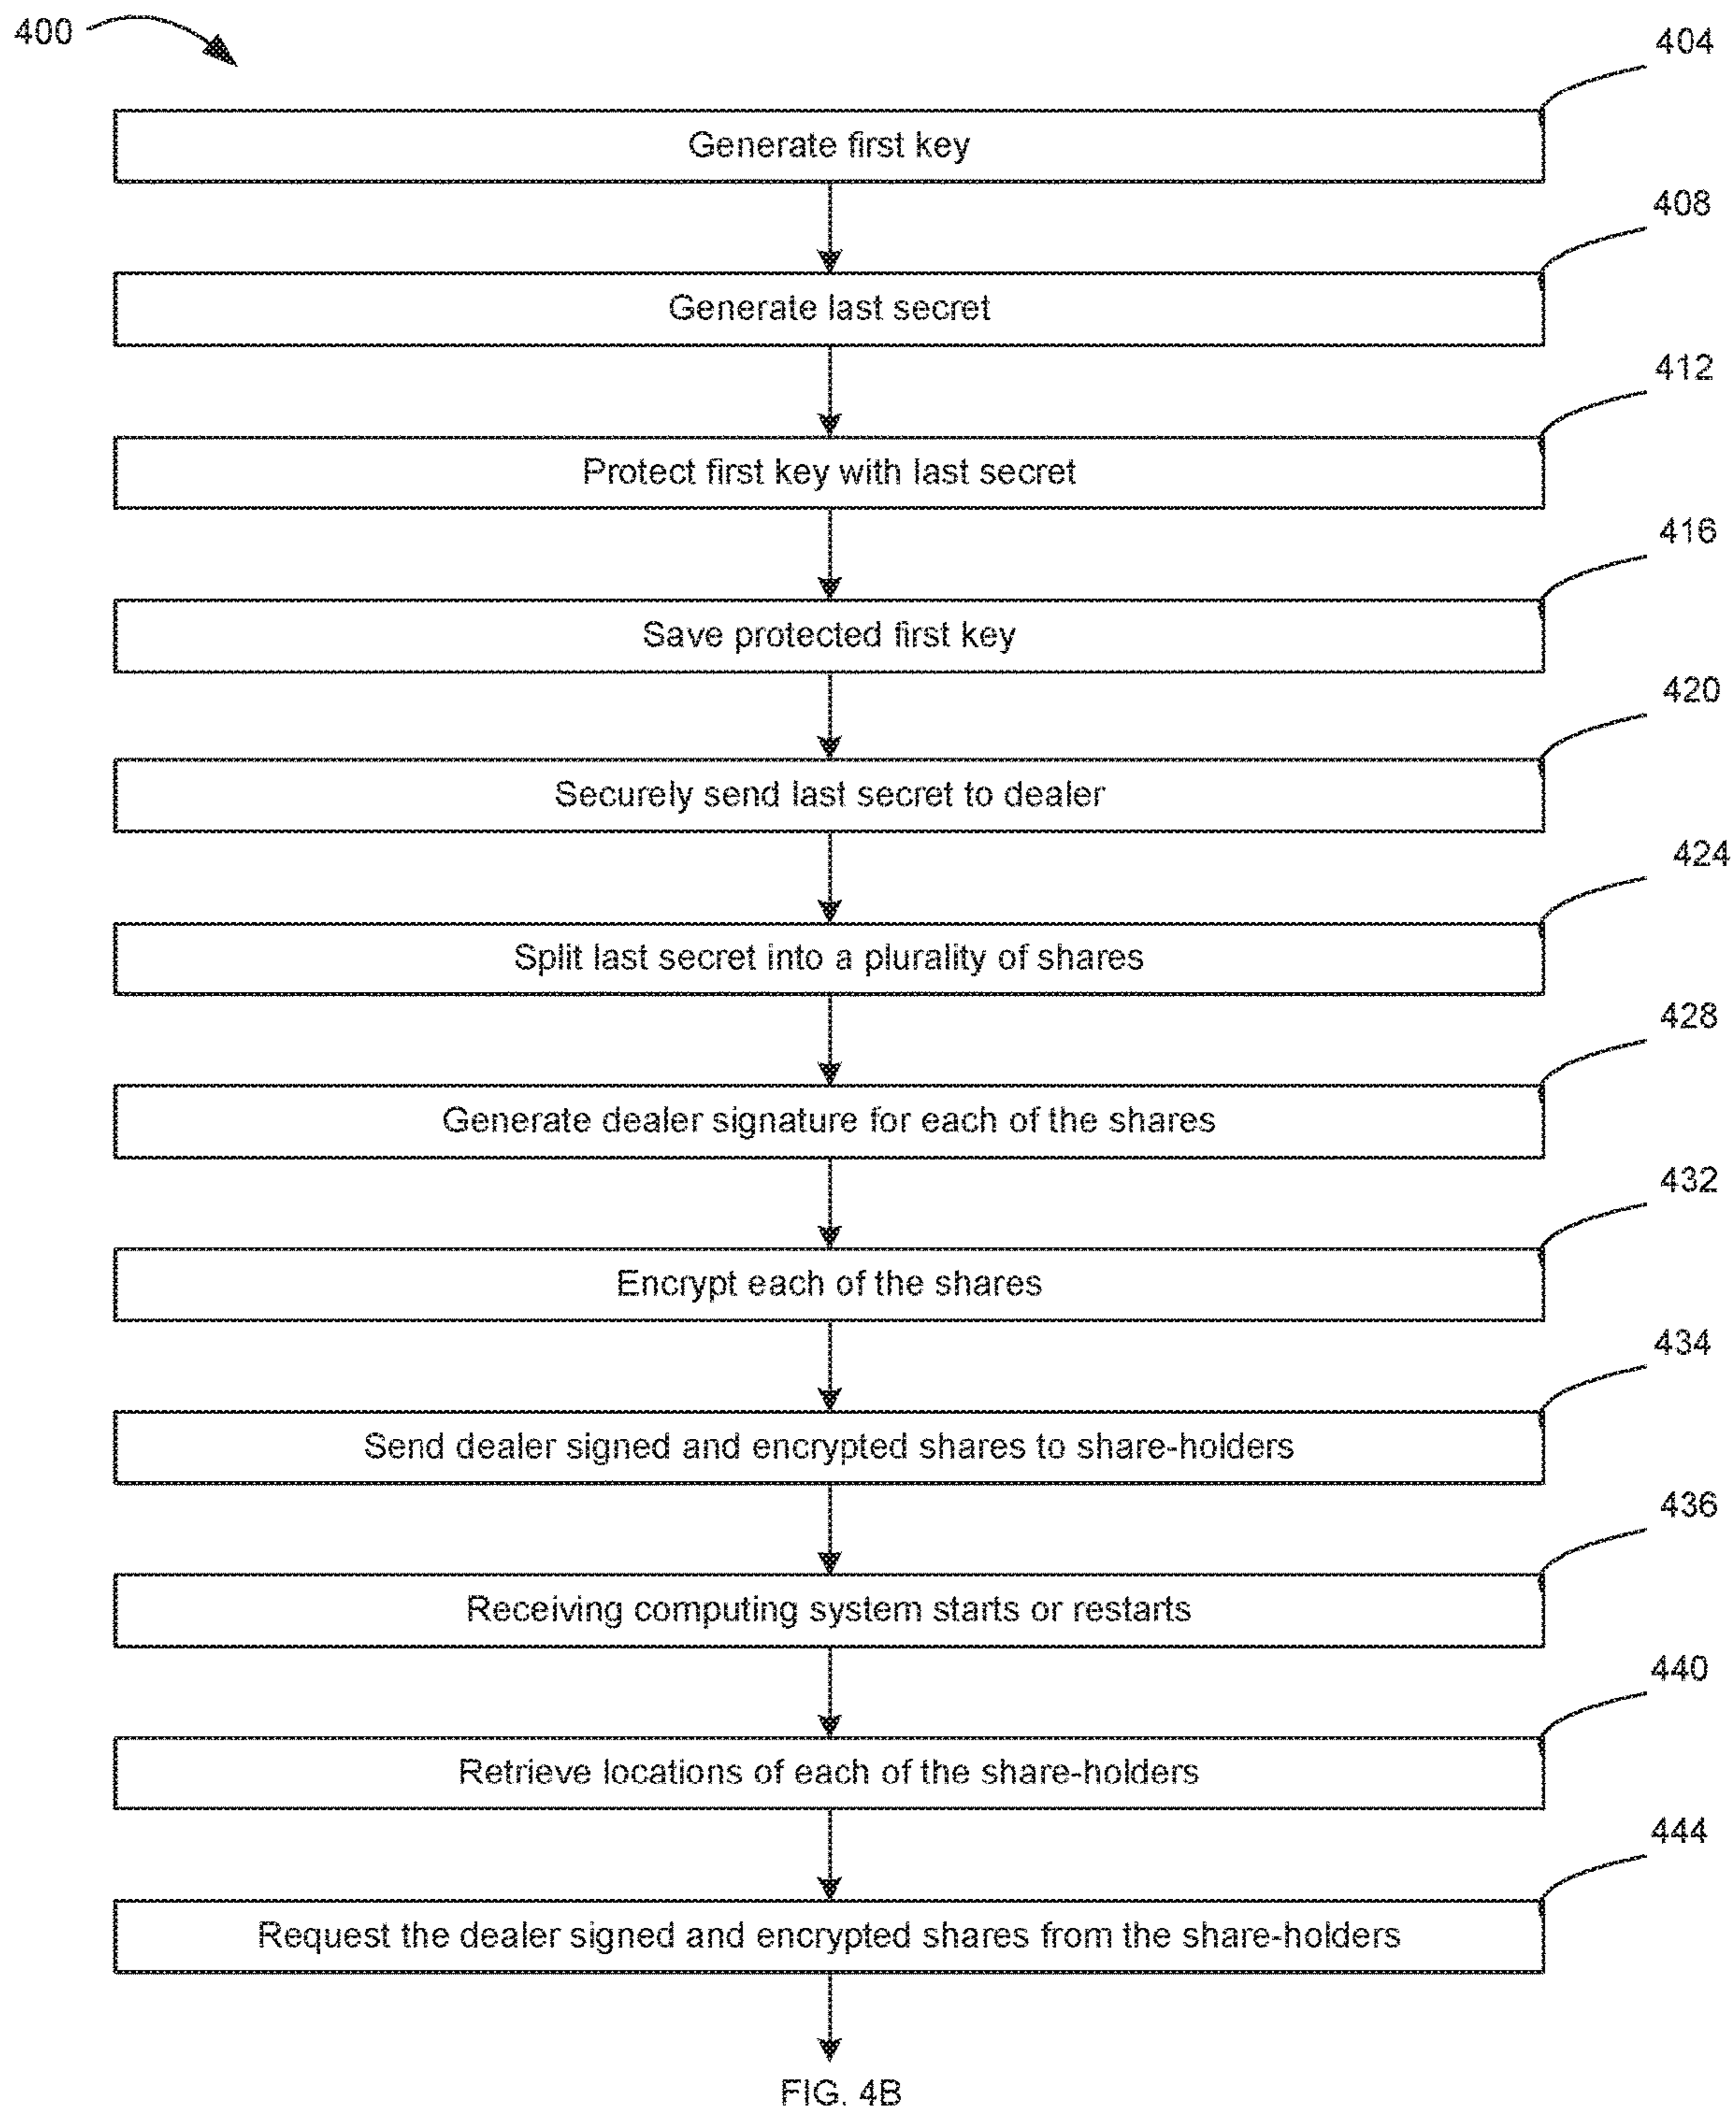 400
404
Generate first key
408
Generate last secret
412
Protect first key with last secret
416
Save protected first key
420
Securely send last secret to dealer
424
Split last secret into a plurality of shares
428
Generate dealer signature for each of the shares
432
Encrypt each of the shares
434
Send dealer signed and encrypted shares to share-holders
436
Receiving computing system starts or restarts
440
Retrieve locations of each of the share-holders
444
Request the dealer signed and encrypted shares from the share-holders
FIG. 4B